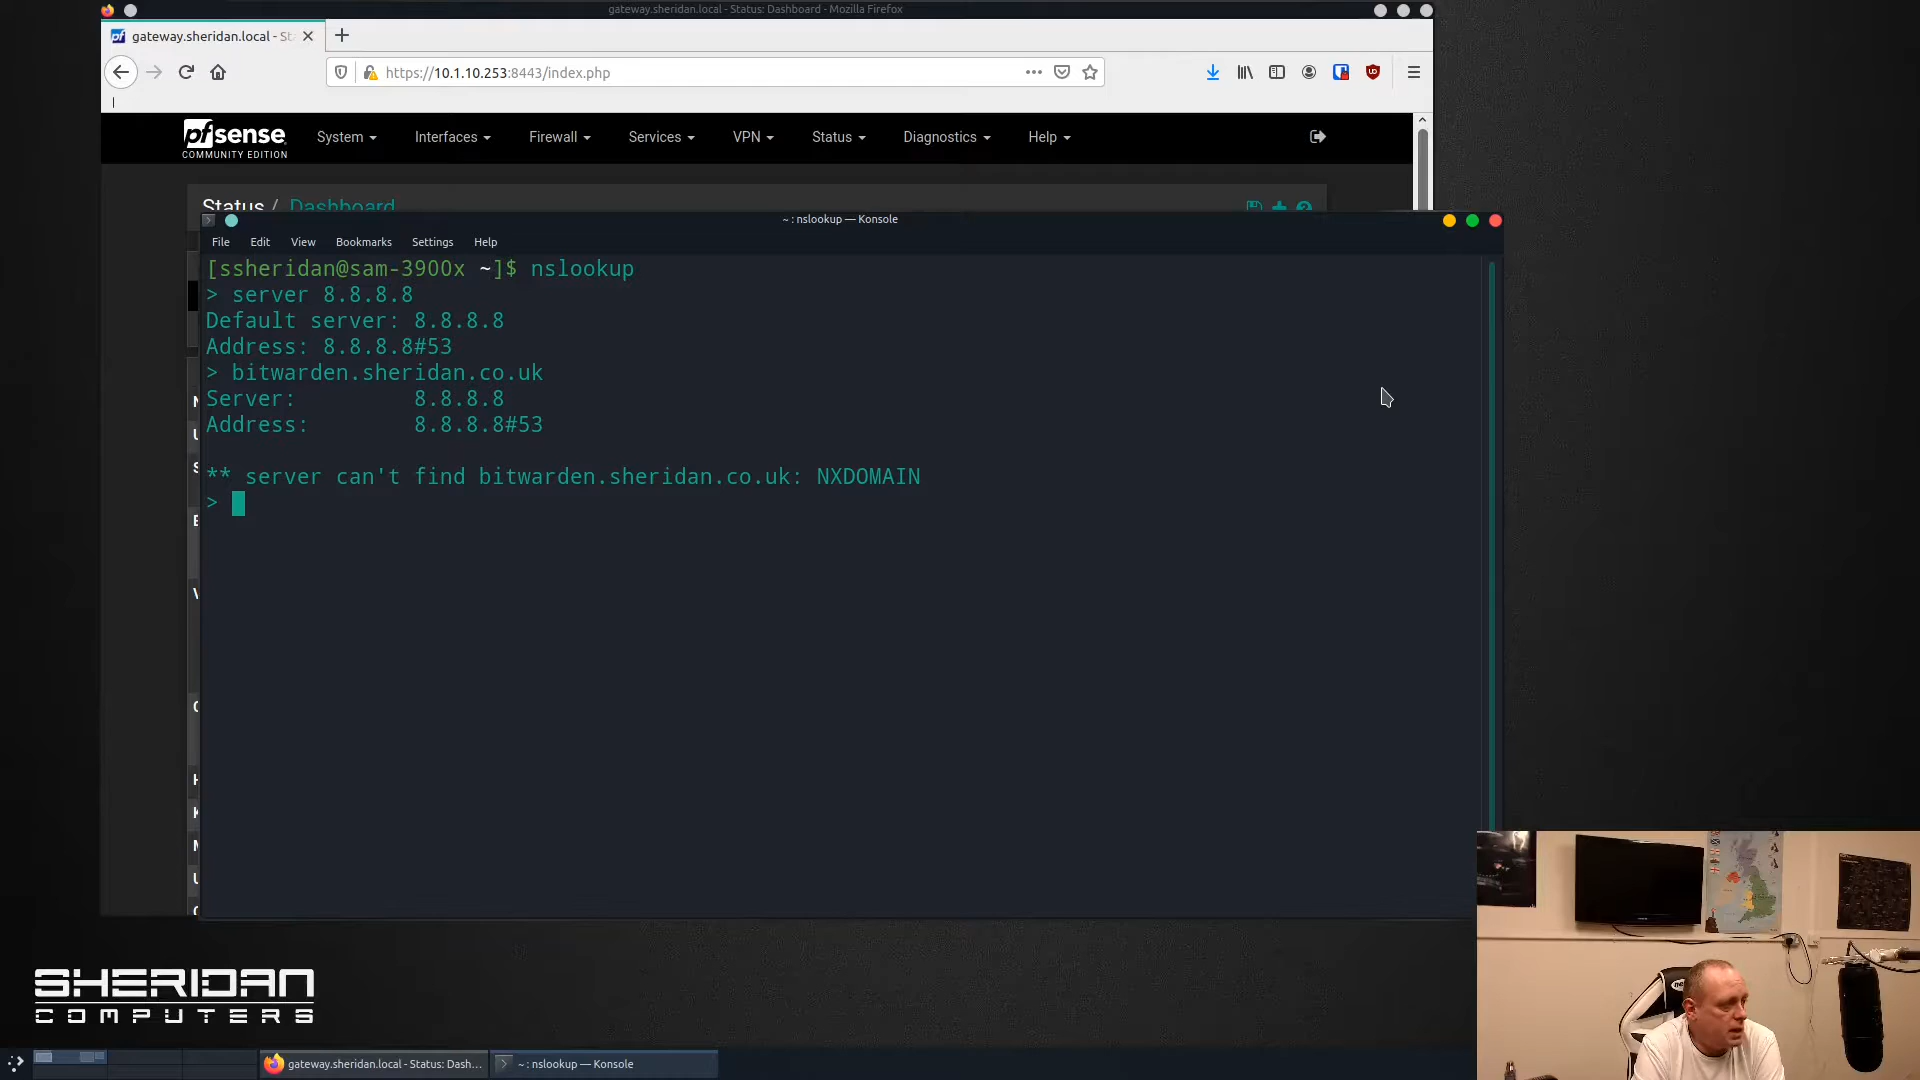 gateway.sheridan.local - Status: Dashboard - Mozilla Firefox
gateway.sheridan.local - St
https://10.1.10.253:8443/index.php
pfsense
COMMUNITY EDITION
System
Interfaces
Firewall
Services
VPN
Status
Diagnostics
Help
Status / Dashboard
~ : nslookup — Konsole
File Edit View Bookmarks Settings Help
[ssheridan@sam-3900x ~]$ nslookup
> server 8.8.8.8
Default server: 8.8.8.8
Address: 8.8.8.8#53
> bitwarden.sheridan.co.uk
Server: 8.8.8.8
Address: 8.8.8.8#53
** server can't find bitwarden.sheridan.co.uk: NXDOMAIN
>
SHERIDAN
COMPUTERS
gateway.sheridan.local - Status: Dash...
~ : nslookup — Konsole